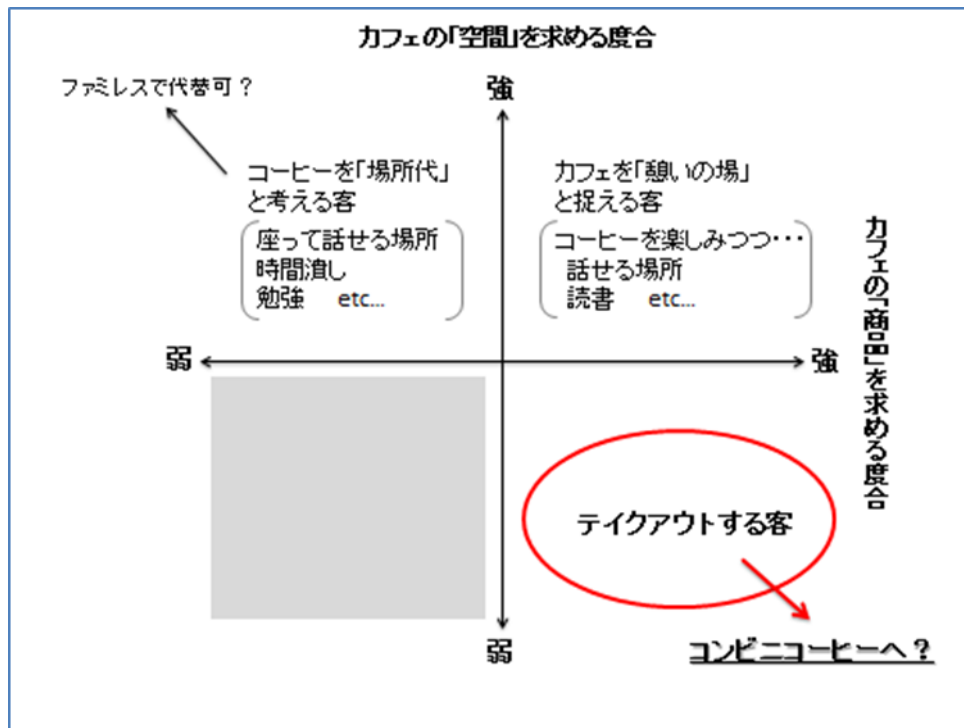 カフェの「空間」を求める度合
ファミレスで代替可？
強
コーヒーを「場所代」
と考える客
座って話せる場所
時間潰し
勉強 etc...
カフェを「憩いの場」
と捉える客
コーヒーを楽しみつつ･･･
話せる場所
読書 etc...
カフェの「商品」を求める度合
弱
強
テイクアウトする客
弱
コンビニコーヒーへ？